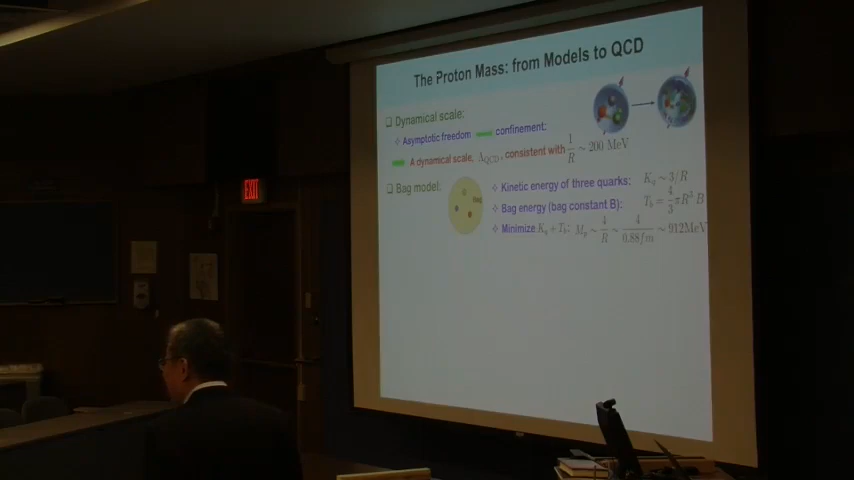 The Proton Mass: from Models to QCD
❑ Dynamical scale:
✧ Asymptotic freedom confinement:
A dynamical scale, Λ_QCD, consistent with 1/R ~ 200 MeV
❑ Bag model:
✧ Kinetic energy of three quarks: K_q ~ 3/R
✧ Bag energy (bag constant B): T_b = 4/3 πR³ B
✧ Minimize K_q + T_b: M_p ~ 4/R ~ 4/0.88fm ~ 912MeV
EXIT